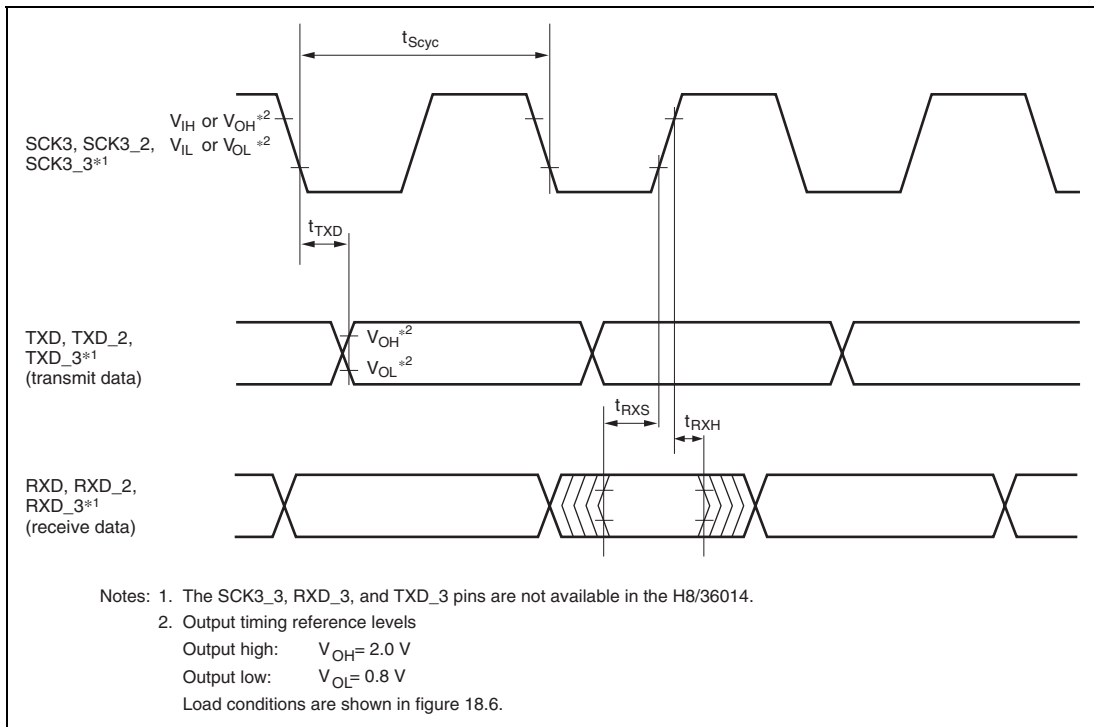 tScyc
VIH or VOH*2
SCK3, SCK3_2, VIL or VOL *2
SCK3_3*1
tTXD
TXD, TXD_2,
TXD_3*1
(transmit data)
VOH*2
VOL*2
tRXS
tRXH
RXD, RXD_2,
RXD_3*1
(receive data)
Notes: 1. The SCK3_3, RXD_3, and TXD_3 pins are not available in the H8/36014.
2. Output timing reference levels
Output high: VOH= 2.0 V
Output low: VOL= 0.8 V
Load conditions are shown in figure 18.6.